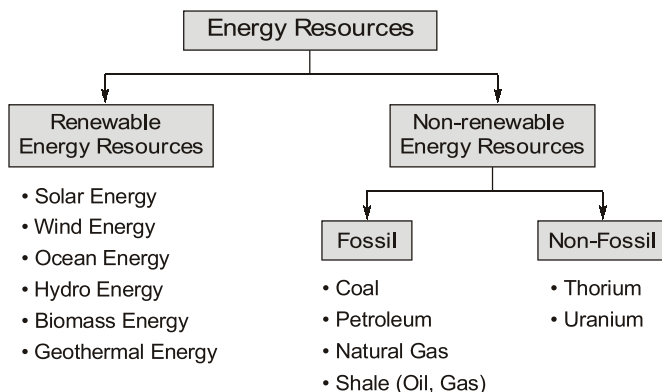 Energy Resources
Renewable
Energy Resources
• Solar Energy
• Wind Energy
• Ocean Energy
• Hydro Energy
• Biomass Energy
• Geothermal Energy
Non-renewable
Energy Resources
Fossil
• Coal
• Petroleum
• Natural Gas
• Shale (Oil, Gas)
Non-Fossil
• Thorium
• Uranium